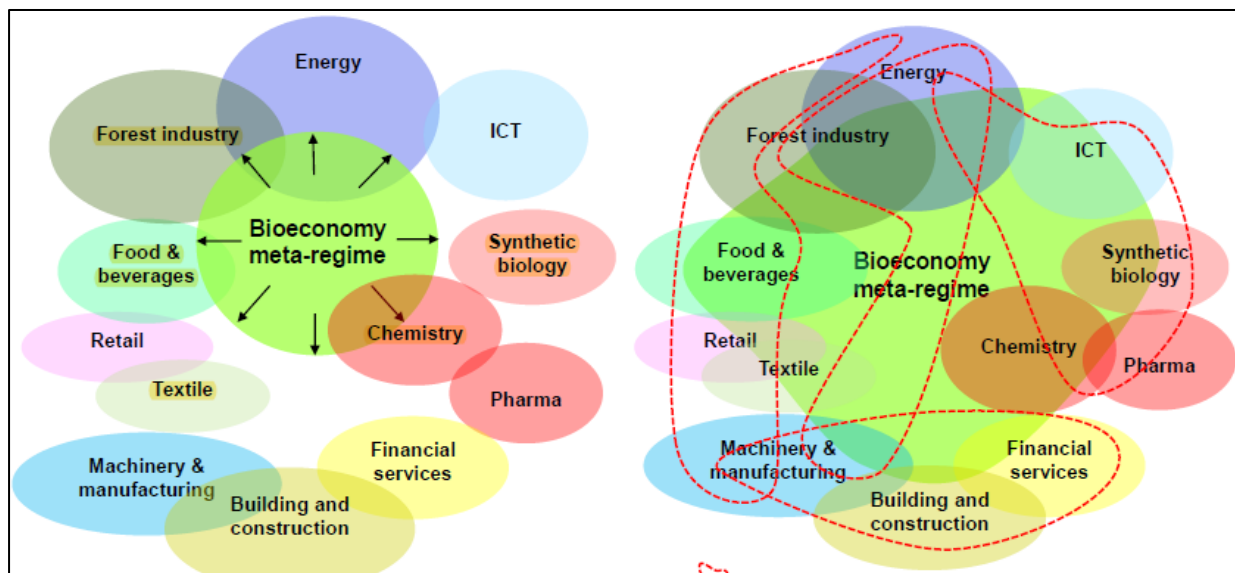 Energy
Forest industry
ICT
Bioeconomy
meta-regime
Food &
beverages
Synthetic
biology
Retail
Chemistry
Textile
Pharma
Financial
services
Machinery &
manufacturing
Building and
construction
Energy
Forest industry
ICT
Food &
beverages
Bioeconomy
meta-regime
Synthetic
biology
Retail
Chemistry
Textile
Pharma
Machinery &
manufacturing
Financial
services
Building and
construction